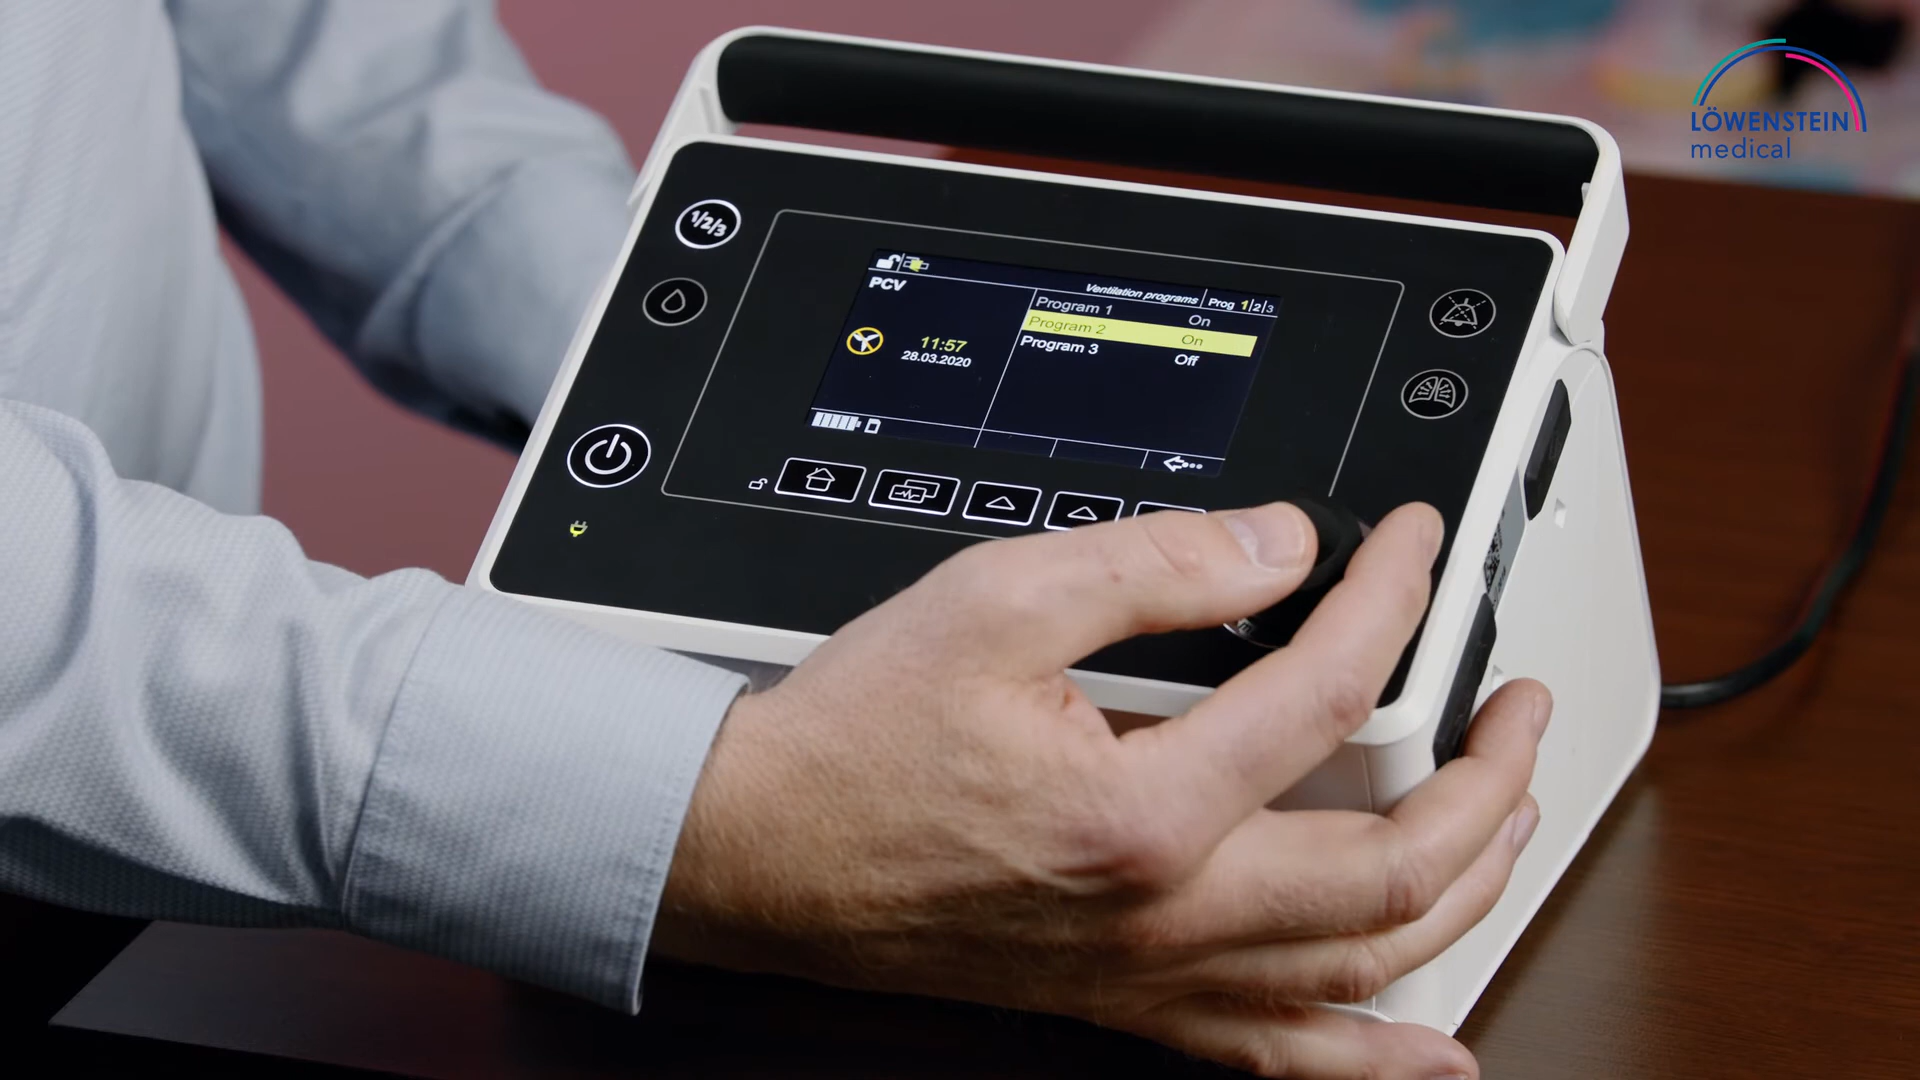 LÖWENSTEIN
medical
1/2/3
PCV
Ventilation programs
Prog 1|2|3
Program 1 On
Program 2 On
Program 3 Off
11:57
28.03.2020